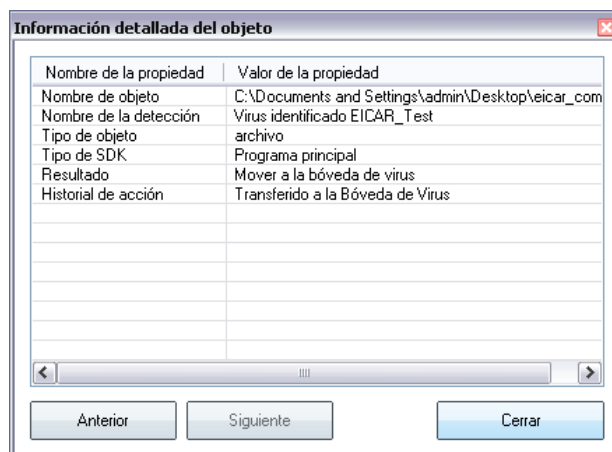 Información detallada del objeto
Nombre de la propiedad Valor de la propiedad
Nombre de objeto C:\Documents and Settings\admin\Desktop\eicar_com
Nombre de la detección Virus identificado EICAR_Test
Tipo de objeto archivo
Tipo de SDK Programa principal
Resultado Mover a la bóveda de virus
Historial de acción Transferido a la Bóveda de Virus
Anterior Siguiente Cerrar